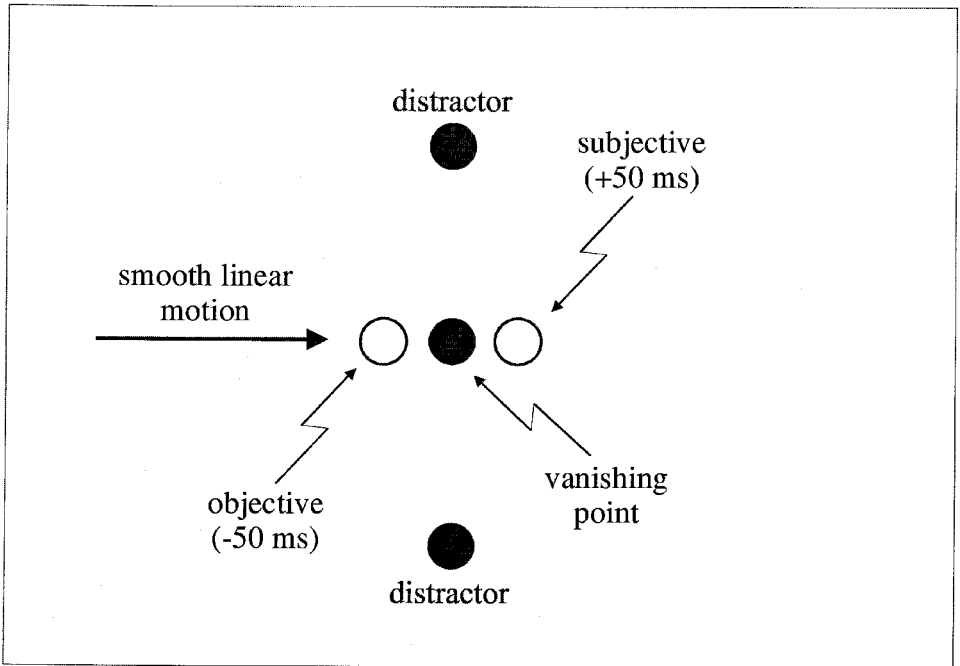 distractor
subjective
(+50 ms)
smooth linear
motion
objective
(-50 ms)
vanishing
point
distractor